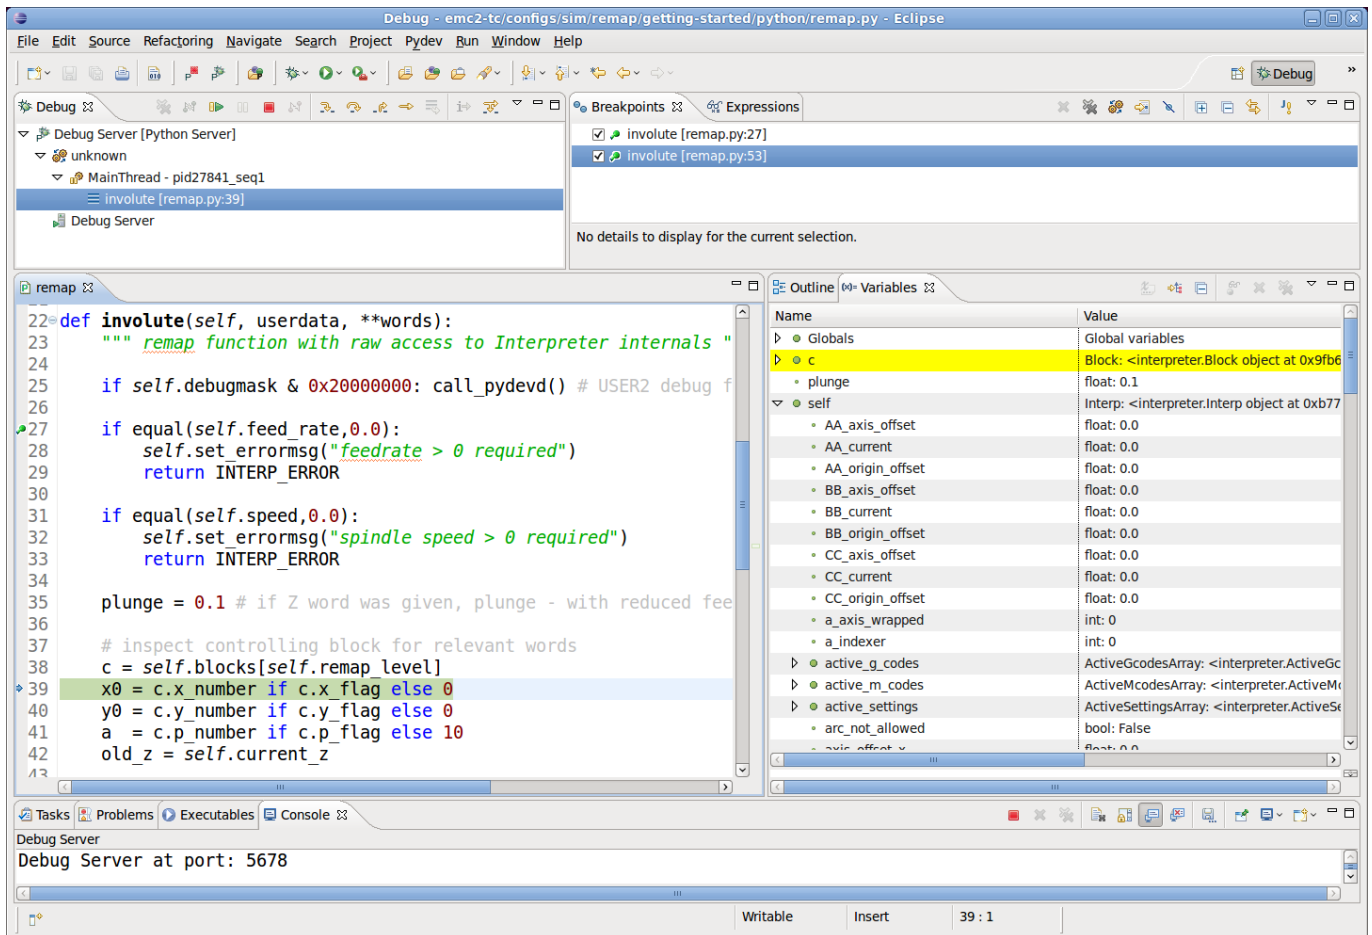 Debug - emc2-tc/configs/sim/remap/getting-started/python/remap.py - Eclipse
File Edit Source Refactoring Navigate Search Project Pydev Run Window Help
Debug »
Debug
Debug Server [Python Server]
unknown
MainThread - pid27841_seq1
involute [remap.py:39]
Debug Server
Breakpoints Expressions
involute [remap.py:27]
involute [remap.py:53]
No details to display for the current selection.
remap
22 def involute(self, userdata, **words):
23 """ remap function with raw access to Interpreter internals "
24
25 if self.debugmask & 0x20000000: call_pydevd() # USER2 debug f
26
27 if equal(self.feed_rate,0.0):
28 self.set_errormsg("feedrate > 0 required")
29 return INTERP_ERROR
30
31 if equal(self.speed,0.0):
32 self.set_errormsg("spindle speed > 0 required")
33 return INTERP_ERROR
34
35 plunge = 0.1 # if Z word was given, plunge - with reduced fee
36
37 # inspect controlling block for relevant words
38 c = self.blocks[self.remap_level]
39 x0 = c.x_number if c.x_flag else 0
40 y0 = c.y_number if c.y_flag else 0
41 a = c.p_number if c.p_flag else 10
42 old_z = self.current_z
43
Outline Variables
Name Value
Globals Global variables
c Block: <interpreter.Block object at 0x9fb6
plunge float: 0.1
self Interp: <interpreter.Interp object at 0xb77
AA_axis_offset float: 0.0
AA_current float: 0.0
AA_origin_offset float: 0.0
BB_axis_offset float: 0.0
BB_current float: 0.0
BB_origin_offset float: 0.0
CC_axis_offset float: 0.0
CC_current float: 0.0
CC_origin_offset float: 0.0
a_axis_wrapped int: 0
a_indexer int: 0
active_g_codes ActiveGcodesArray: <interpreter.ActiveGc
active_m_codes ActiveMcodesArray: <interpreter.ActiveMc
active_settings ActiveSettingsArray: <interpreter.ActiveSe
arc_not_allowed bool: False
axis_offset_x float: 0.0
Tasks Problems Executables Console
Debug Server
Debug Server at port: 5678
Writable Insert 39 : 1